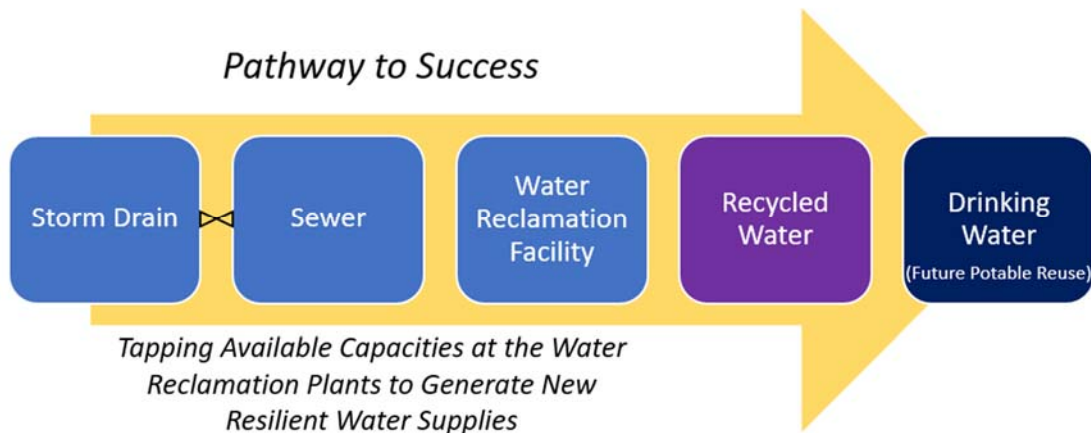 Pathway to Success
Storm Drain
Sewer
Water
Reclamation
Facility
Recycled
Water
Drinking
Water
(Future Potable Reuse)
Tapping Available Capacities at the Water
Reclamation Plants to Generate New
Resilient Water Supplies